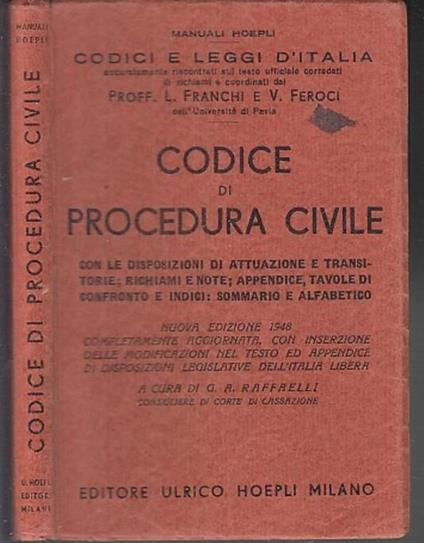 MANUALI HOEPLI
CODICI E LEGGI D'ITALIA
accuratamente riscontrati sul testo ufficiale corredati
di richiami e coordinati dai
PROFF. L. FRANCHI E V. FEROCI
dell'Università di Pavia
CODICE
DI
PROCEDURA CIVILE
CON LE DISPOSIZIONI DI ATTUAZIONE E TRANSI-
TORIE; RICHIAMI E NOTE; APPENDICE, TAVOLE DI
CONFRONTO E INDICI: SOMMARIO E ALFABETICO
NUOVA EDIZIONE 1948
COMPLETAMENTE AGGIORNATA, CON INSERZIONE
DELLE MODIFICAZIONI NEL TESTO ED APPENDICE
DI DISPOSIZIONI LEGISLATIVE DELL'ITALIA LIBERA
A CURA DI G. A. RAFFAELLI
CONSIGLIERE DI CORTE DI CASSAZIONE
EDITORE ULRICO HOEPLI MILANO
MANUALI
HOEPLI
CODICE DI PROCEDURA CIVILE
MILANO